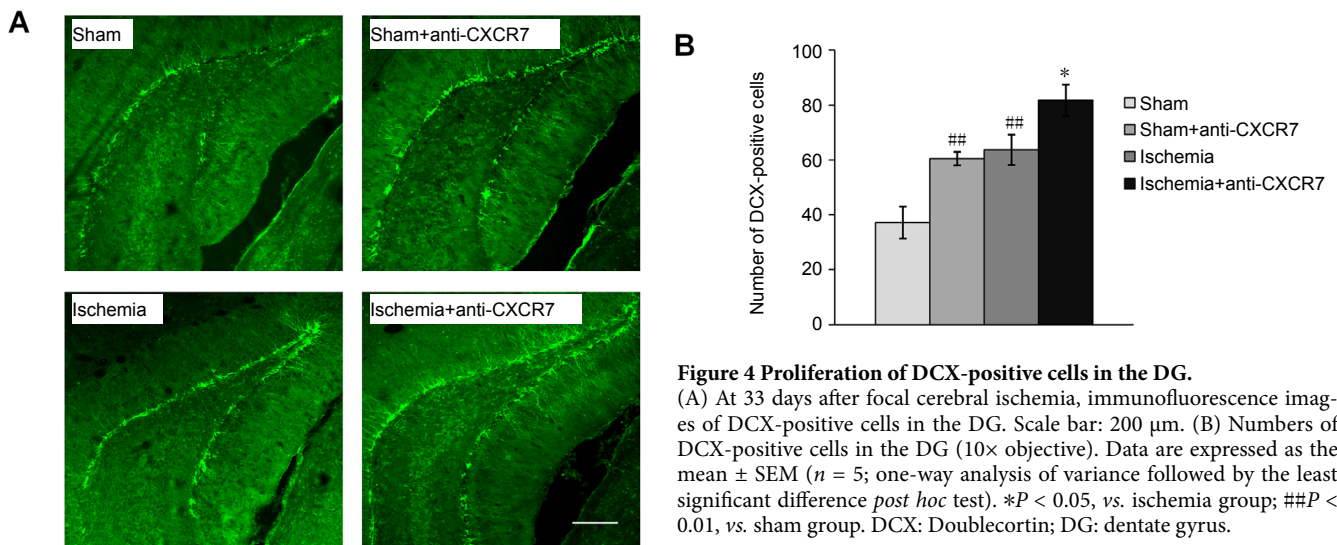 A
Sham
Sham+anti-CXCR7
Ischemia
Ischemia+anti-CXCR7
B
Number of DCX-positive cells
100
80
60
40
20
0
##
##
*
Sham
Sham+anti-CXCR7
Ischemia
Ischemia+anti-CXCR7
Figure 4 Proliferation of DCX-positive cells in the DG.
(A) At 33 days after focal cerebral ischemia, immunofluorescence imag-
es of DCX-positive cells in the DG. Scale bar: 200 μm. (B) Numbers of
DCX-positive cells in the DG (10× objective). Data are expressed as the
mean ± SEM (n = 5; one-way analysis of variance followed by the least
significant difference post hoc test). *P < 0.05, vs. ischemia group; ##P <
0.01, vs. sham group. DCX: Doublecortin; DG: dentate gyrus.